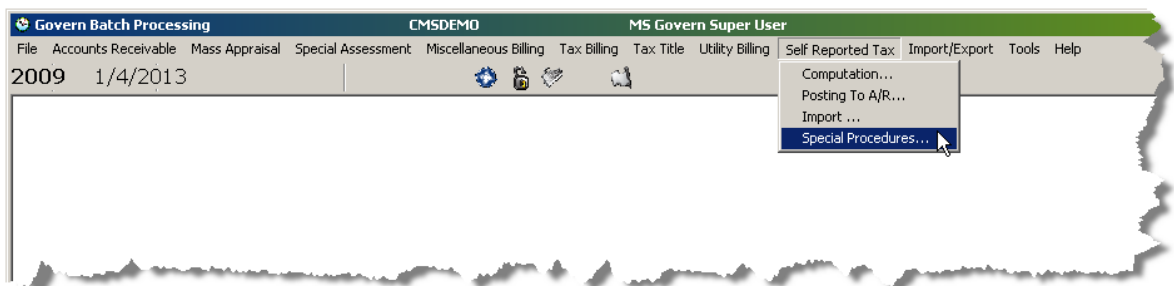 Govern Batch Processing CMSDEMO MS Govern Super User
File Accounts Receivable Mass Appraisal Special Assessment Miscellaneous Billing Tax Billing Tax Title Utility Billing Self Reported Tax Import/Export Tools Help
2009 1/4/2013
Computation...
Posting To A/R...
Import ...
Special Procedures...